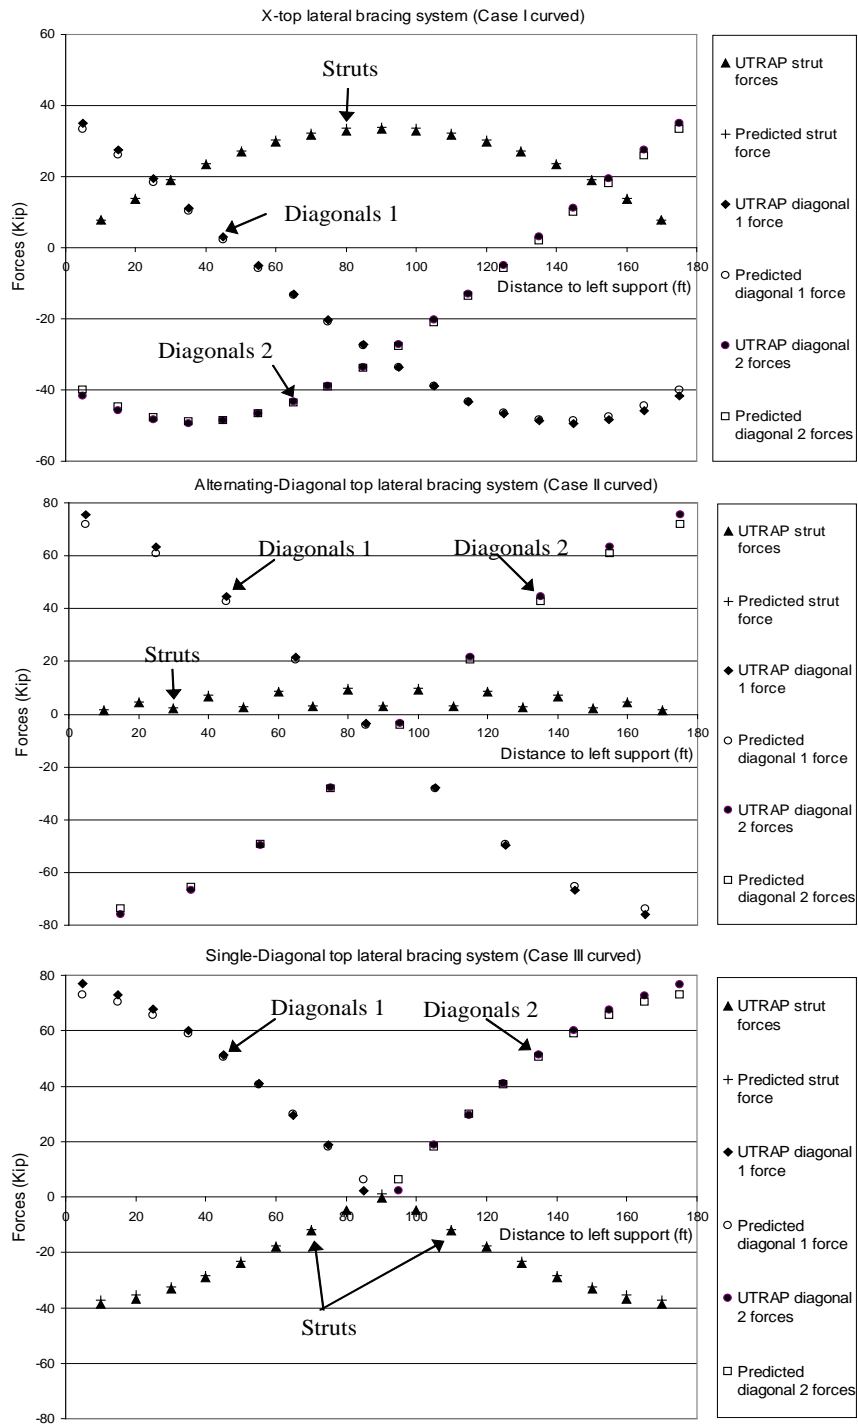 X-top lateral bracing system (Case I curved)
60
40
20
0
-20
-40
-60
0 20 40 60 80 100 120 140 160 180
Forces (Kip)
Distance to left support (ft)
Struts
Diagonals 1
Diagonals 2
UTRAP strut
forces
Predicted strut
force
UTRAP diagonal
1 force
Predicted
diagonal 1 force
UTRAP diagonal
2 forces
Predicted
diagonal 2 forces
Alternating-Diagonal top lateral bracing system (Case II curved)
80
60
40
20
0
-20
-40
-60
-80
0 20 40 60 80 100 120 140 160 180
Forces (Kip)
Distance to left support (ft)
Diagonals 1
Diagonals 2
Struts
UTRAP strut
forces
Predicted strut
force
UTRAP diagonal
1 force
Predicted
diagonal 1 force
UTRAP diagonal
2 forces
Predicted
diagonal 2 forces
Single-Diagonal top lateral bracing system (Case III curved)
80
60
40
20
0
-20
-40
-60
-80
0 20 40 60 80 100 120 140 160 180
Forces (Kip)
Distance to left support (ft)
Diagonals 1
Diagonals 2
Struts
UTRAP strut
forces
Predicted strut
force
UTRAP diagonal
1 force
Predicted
diagonal 1 force
UTRAP diagonal
2 forces
Predicted
diagonal 2 forces